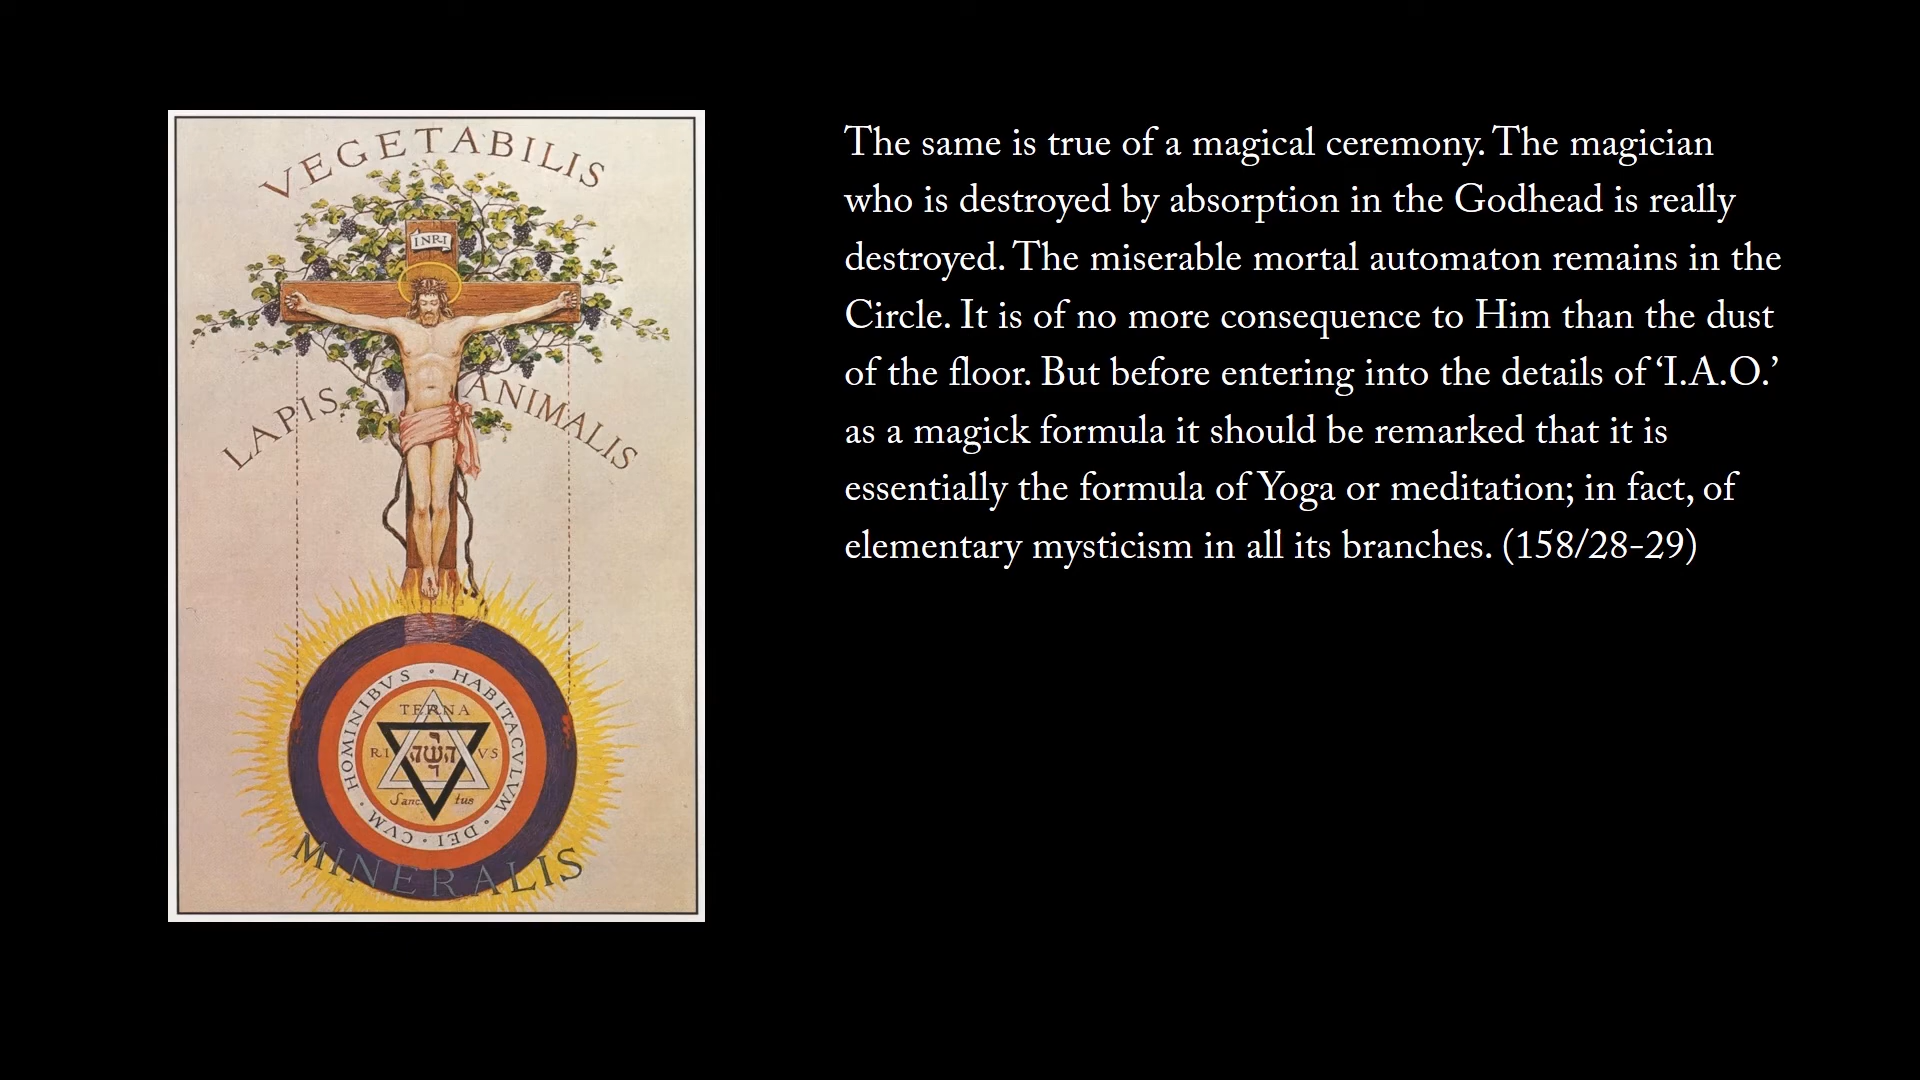 VEGETABILIS
INRI
LAPIS
ANIMALIS
HOMINIBVS · HABITACVLVM · DEI · CVM ·
TERNA
RI VS
יהשוה
Sanc tus
MINERALIS
The same is true of a magical ceremony. The magician
who is destroyed by absorption in the Godhead is really
destroyed. The miserable mortal automaton remains in the
Circle. It is of no more consequence to Him than the dust
of the floor. But before entering into the details of ‘I.A.O.’
as a magick formula it should be remarked that it is
essentially the formula of Yoga or meditation; in fact, of
elementary mysticism in all its branches. (158/28-29)